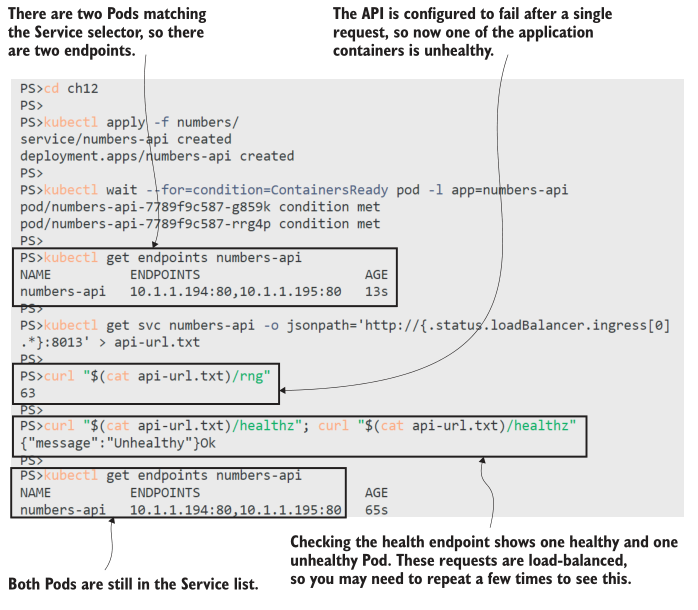 There are two Pods matching
the Service selector, so there
are two endpoints.
The API is configured to fail after a single
request, so now one of the application
containers is unhealthy.
PS>cd ch12
PS>
PS>kubectl apply -f numbers/
service/numbers-api created
deployment.apps/numbers-api created
PS>
PS>kubectl wait --for=condition=ContainersReady pod -l app=numbers-api
pod/numbers-api-7789f9c587-g859k condition met
pod/numbers-api-7789f9c587-rrg4p condition met
PS>
PS>kubectl get endpoints numbers-api
NAME          ENDPOINTS                     AGE
numbers-api   10.1.1.194:80,10.1.1.195:80   13s
PS>
PS>kubectl get svc numbers-api -o jsonpath='http://{.status.loadBalancer.ingress[0]
.*}:8013' > api-url.txt
PS>
PS>curl "$(cat api-url.txt)/rng"
63
PS>
PS>curl "$(cat api-url.txt)/healthz"; curl "$(cat api-url.txt)/healthz"
{"message":"Unhealthy"}Ok
PS>
PS>kubectl get endpoints numbers-api
NAME          ENDPOINTS                     AGE
numbers-api   10.1.1.194:80,10.1.1.195:80   65s
Checking the health endpoint shows one healthy and one
unhealthy Pod. These requests are load-balanced,
so you may need to repeat a few times to see this.
Both Pods are still in the Service list.